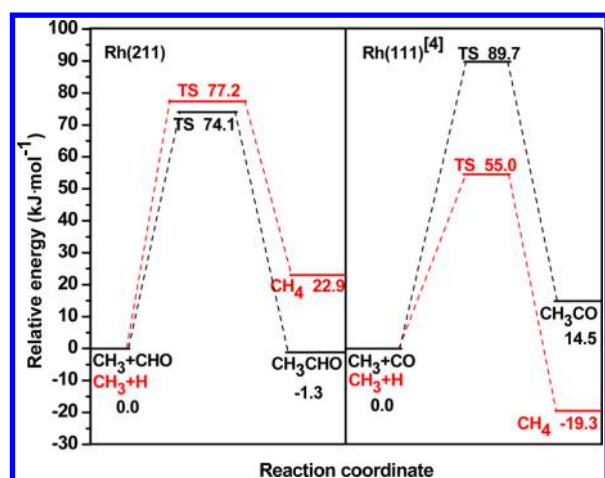 Relative energy (kJ·mol⁻¹)
100
90
80
70
60
50
40
30
20
10
0
-10
-20
-30
Rh(211)
TS 77.2
TS 74.1
CH₄ 22.9
CH₃+CHO
CH₃+H
0.0
CH₃CHO
-1.3
Rh(111)[4]
TS 89.7
TS 55.0
CH₃CO
14.5
CH₃+CO
CH₃+H
0.0
CH₄ -19.3
Reaction coordinate